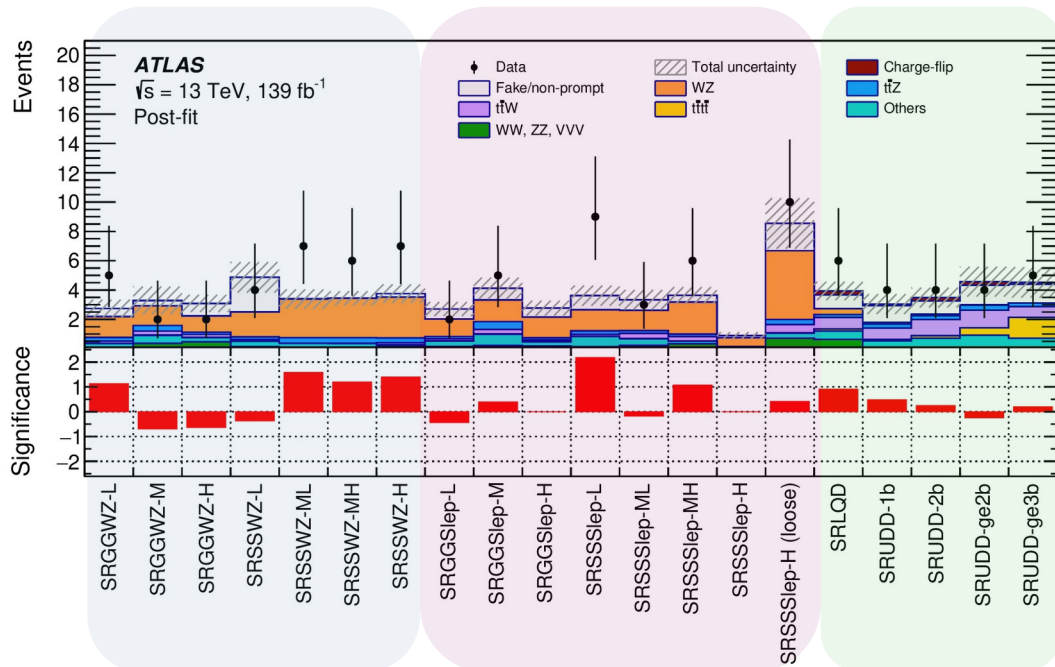 Events
20
18
16
14
12
10
8
6
4
2
ATLAS
√s = 13 TeV, 139 fb⁻¹
Post-fit
Data
Total uncertainty
Charge-flip
Fake/non-prompt
WZ
tt̄Z
tt̄W
tt̄tt̄
Others
WW, ZZ, VVV
Significance
2
1
0
−1
−2
SRGGWZ-L
SRGGWZ-M
SRGGWZ-H
SRSSWZ-L
SRSSWZ-ML
SRSSWZ-MH
SRSSWZ-H
SRGGSlep-L
SRGGSlep-M
SRGGSlep-H
SRSSSlep-L
SRSSSlep-ML
SRSSSlep-MH
SRSSSlep-H
SRSSSlep-H (loose)
SRLQD
SRUDD-1b
SRUDD-2b
SRUDD-ge2b
SRUDD-ge3b